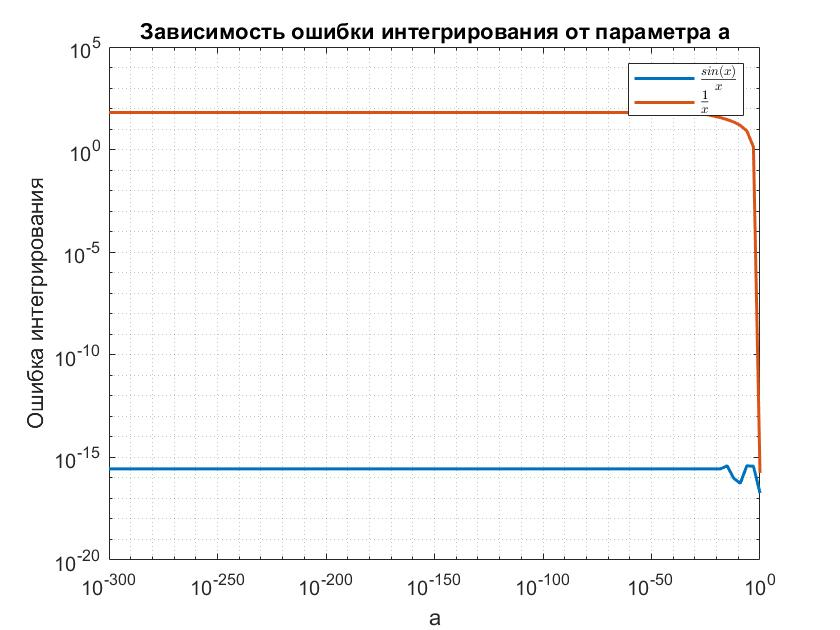 Зависимость ошибки интегрирования от параметра a
sin(x)/x
1/x
Ошибка интегрирования
10^5
10^0
10^-5
10^-10
10^-15
10^-20
10^-300
10^-250
10^-200
10^-150
10^-100
10^-50
10^0
a